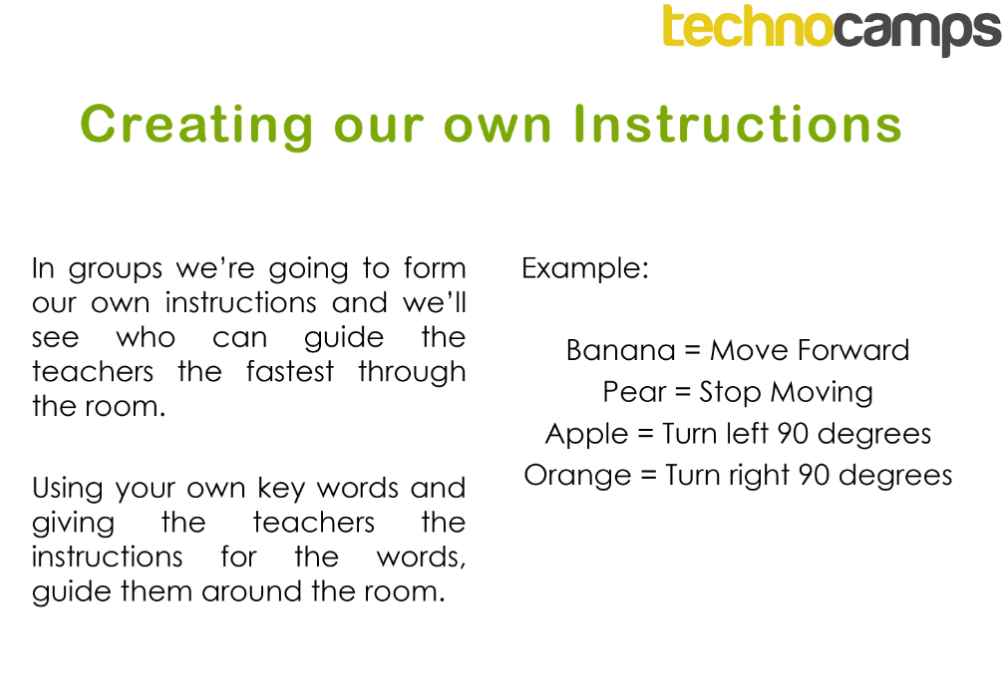 technocamps
Creating our own Instructions
In groups we're going to form
our own instructions and we'll
see who can guide the
teachers the fastest through
the room.
Using your own key words and
giving the teachers the
instructions for the words,
guide them around the room.
Example:
Banana = Move Forward
Pear = Stop Moving
Apple = Turn left 90 degrees
Orange = Turn right 90 degrees